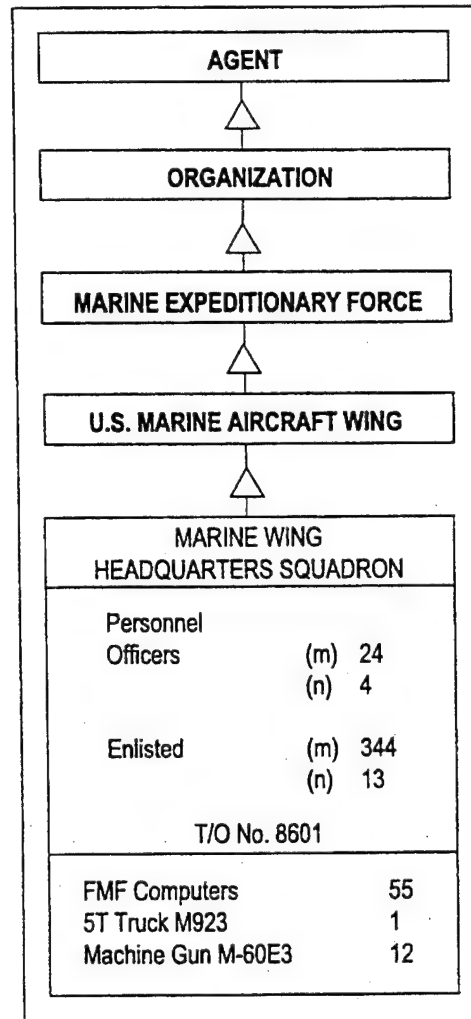 AGENT
ORGANIZATION
MARINE EXPEDITIONARY FORCE
U.S. MARINE AIRCRAFT WING
MARINE WING
HEADQUARTERS SQUADRON
Personnel
Officers (m) 24
(n) 4
Enlisted (m) 344
(n) 13
T/O No. 8601
FMF Computers 55
5T Truck M923 1
Machine Gun M-60E3 12